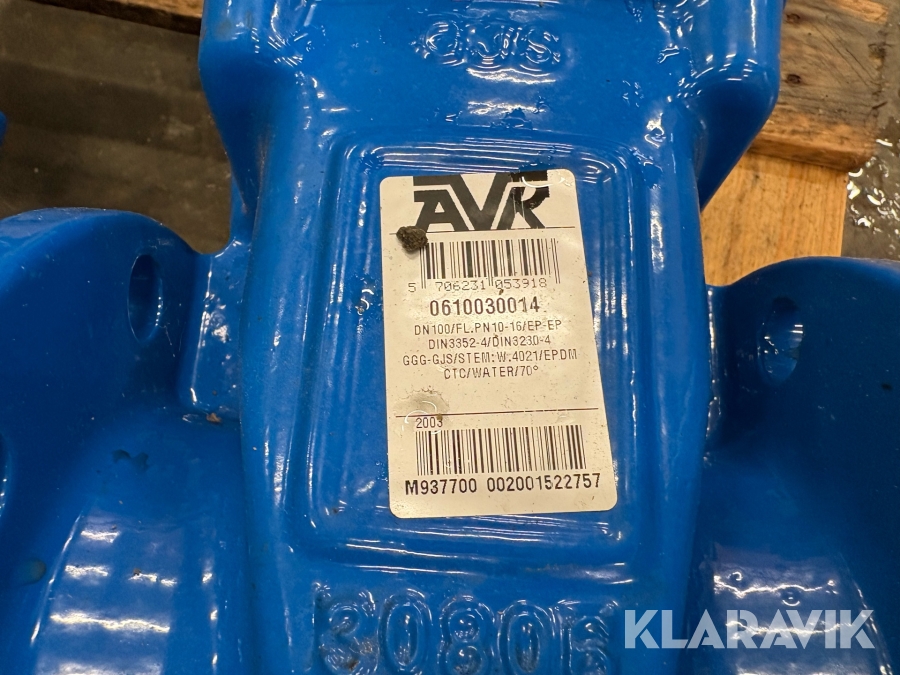 GJS
AVK
5 706231 053918
0610030014
DN100/FL.PN10-16/EP-EP
DIN3352-4/DIN3230-4
GGG-GJS/STEM:W.4021/EPDM
CTC/WATER/70°
2003
M937700 002001522757
KLARAVIK